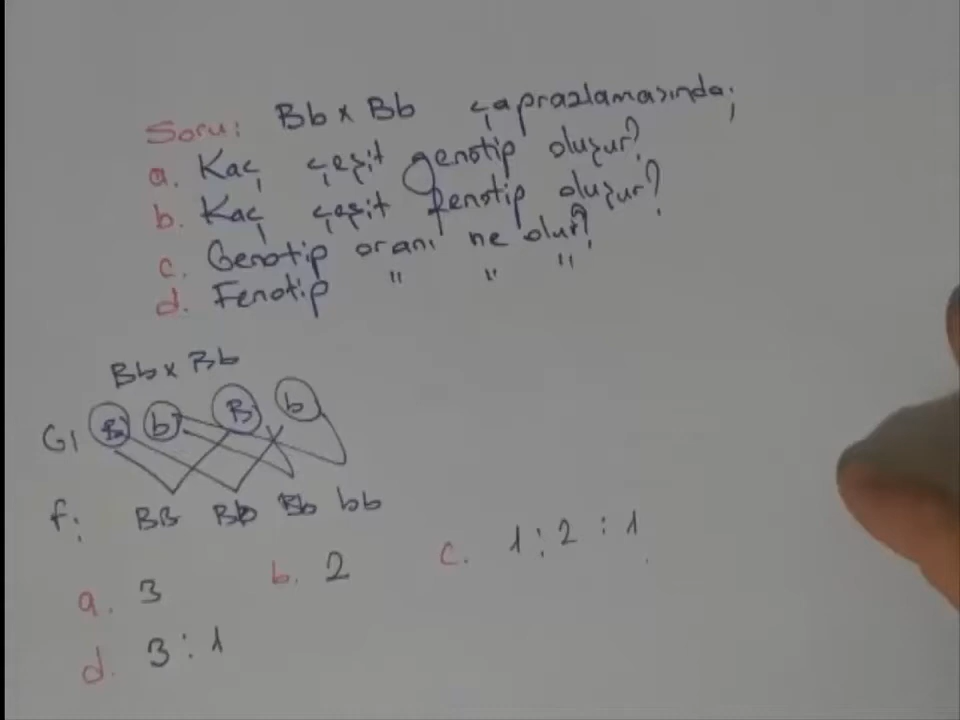 Soru: Bb x Bb çaprazlamasında;
a. Kaç çeşit genotip oluşur?
b. Kaç çeşit fenotip oluşur?
c. Genotip oranı ne olur?
d. Fenotip " " "
Bb x Bb
G1 B b B b
f: BB Bb Bb bb
a. 3 b. 2 c. 1 : 2 : 1
d. 3 : 1